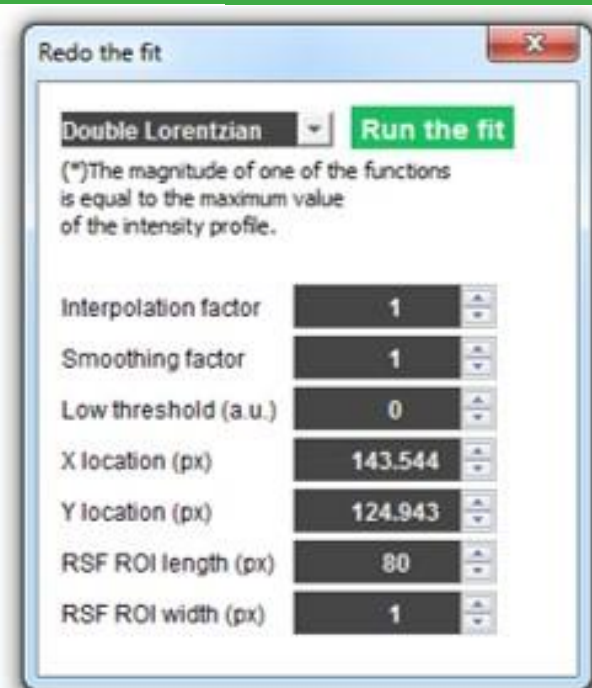 Redo the fit
Double Lorentzian Run the fit
(*)The magnitude of one of the functions
is equal to the maximum value
of the intensity profile.
Interpolation factor 1
Smoothing factor 1
Low threshold (a.u.) 0
X location (px) 143.544
Y location (px) 124.943
RSF ROI length (px) 80
RSF ROI width (px) 1